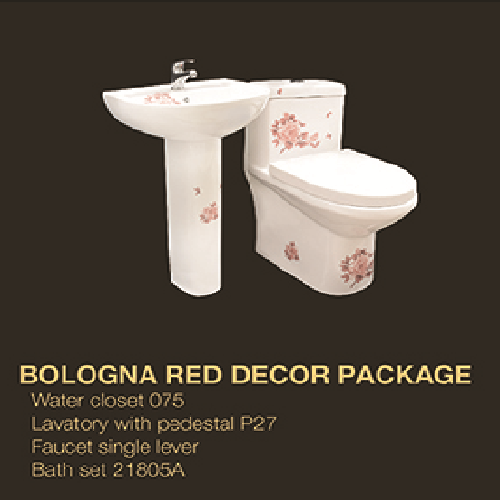 BOLOGNA RED DECOR PACKAGE
Water closet 075
Lavatory with pedestal P27
Faucet single lever
Bath set 21805A